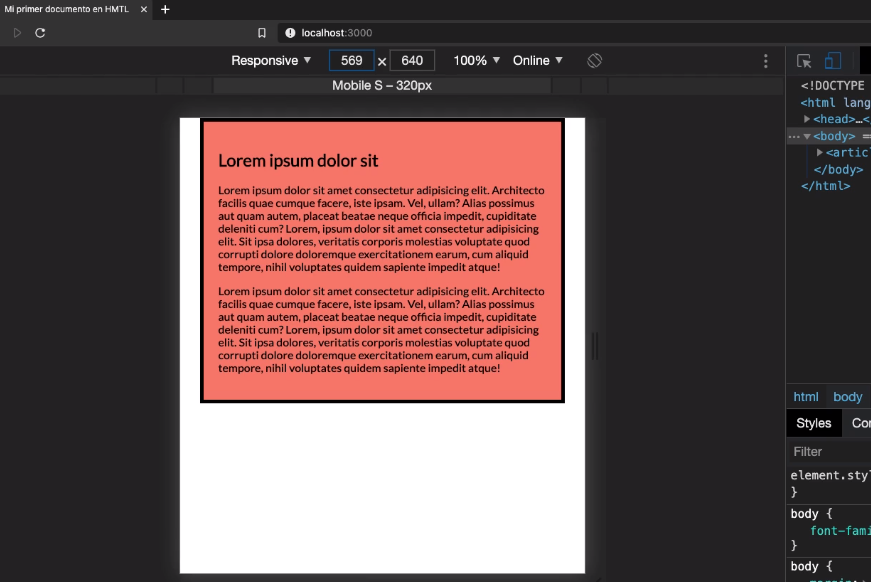 Mi primer documento en HMTL
localhost:3000
Responsive 569 × 640 100% Online
Mobile S – 320px
Lorem ipsum dolor sit
Lorem ipsum dolor sit amet consectetur adipisicing elit. Architecto
facilis quae cumque facere, iste ipsam. Vel, ullam? Alias possimus
aut quam autem, placeat beatae neque officia impedit, cupiditate
deleniti cum? Lorem, ipsum dolor sit amet consectetur adipisicing
elit. Sit ipsa dolores, veritatis corporis molestias voluptate quod
corrupti dolore doloremque exercitationem earum, cum aliquid
tempore, nihil voluptates quidem sapiente impedit atque!
Lorem ipsum dolor sit amet consectetur adipisicing elit. Architecto
facilis quae cumque facere, iste ipsam. Vel, ullam? Alias possimus
aut quam autem, placeat beatae neque officia impedit, cupiditate
deleniti cum? Lorem, ipsum dolor sit amet consectetur adipisicing
elit. Sit ipsa dolores, veritatis corporis molestias voluptate quod
corrupti dolore doloremque exercitationem earum, cum aliquid
tempore, nihil voluptates quidem sapiente impedit atque!
<!DOCTYPE
<html lang
<head>…<
<body> ==
<artic
</body>
</html>
html body
Styles Co
Filter
element.sty
}
body {
font-fami
}
body {